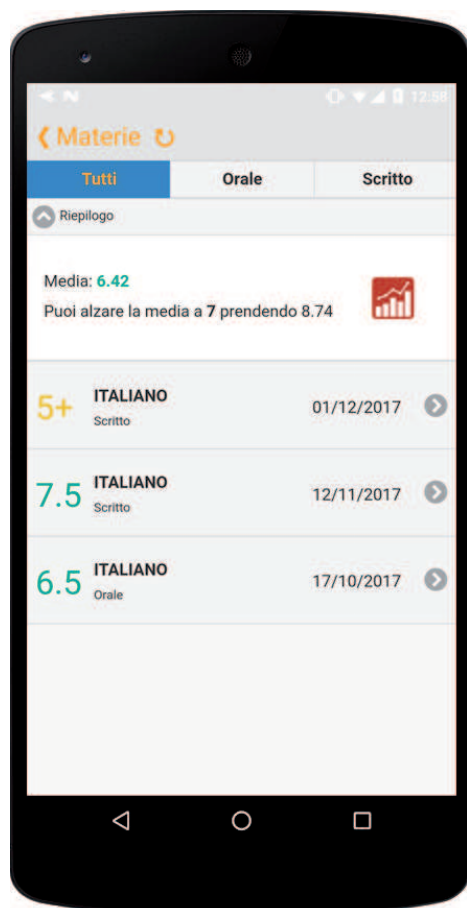 12:58
Materie
Tutti Orale Scritto
Riepilogo
Media: 6.42
Puoi alzare la media a 7 prendendo 8.74
5+ ITALIANO 01/12/2017
Scritto
7.5 ITALIANO 12/11/2017
Scritto
6.5 ITALIANO 17/10/2017
Orale